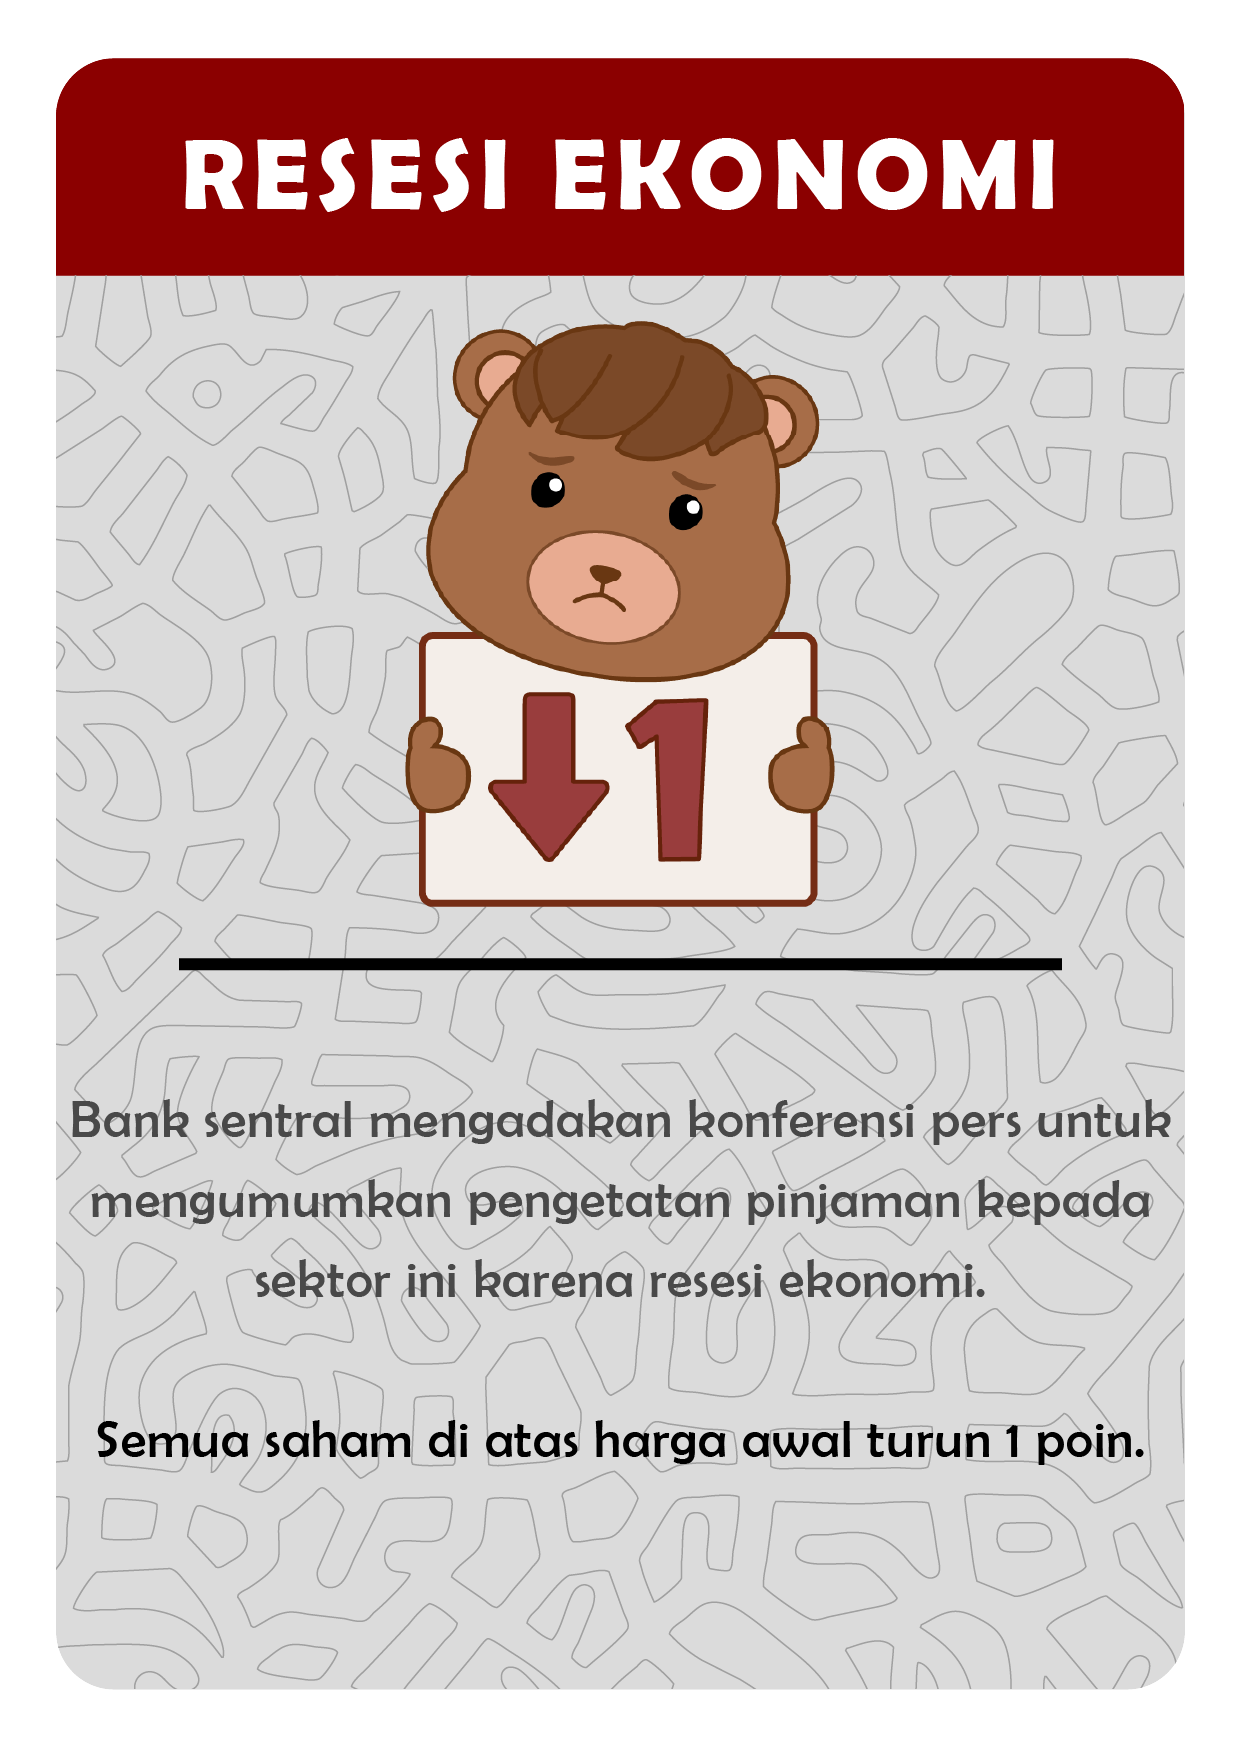 RESESI EKONOMI
1
Bank sentral mengadakan konferensi pers untuk
mengumumkan pengetatan pinjaman kepada
sektor ini karena resesi ekonomi.
Semua saham di atas harga awal turun 1 poin.